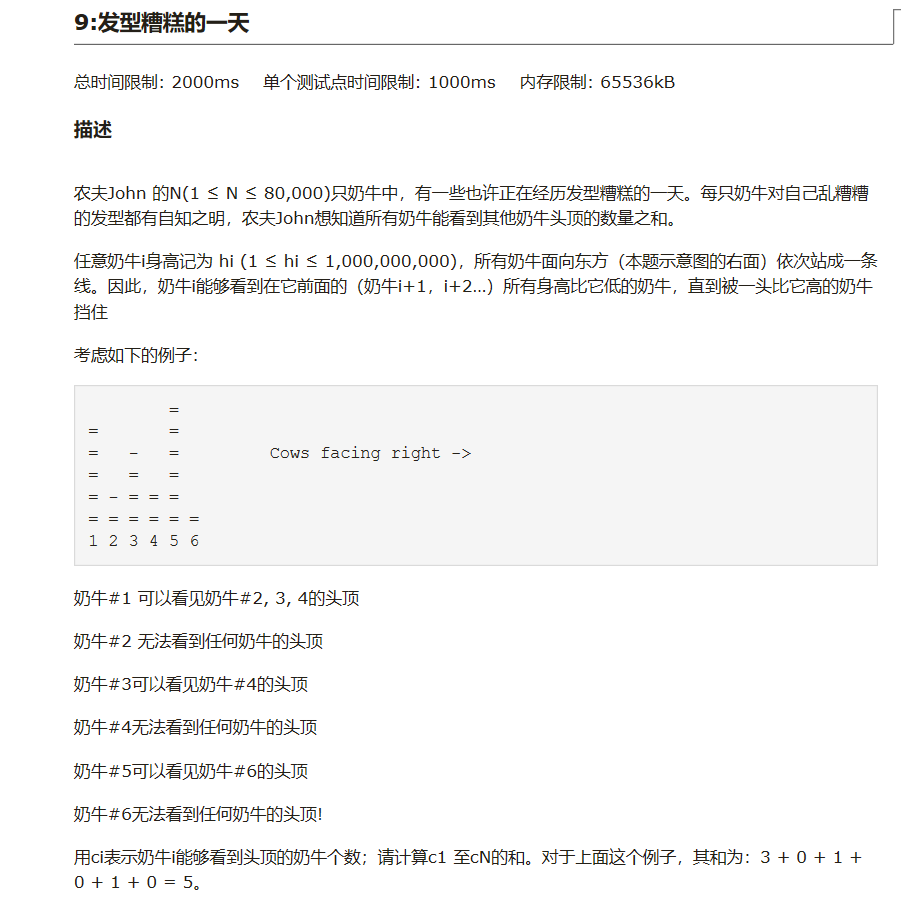 9:发型糟糕的一天
总时间限制: 2000ms 单个测试点时间限制: 1000ms 内存限制: 65536kB
描述
农夫John 的N(1 ≤ N ≤ 80,000)只奶牛中，有一些也许正在经历发型糟糕的一天。每只奶牛对自己乱糟糟
的发型都有自知之明，农夫John想知道所有奶牛能看到其他奶牛头顶的数量之和。
任意奶牛i身高记为 hi (1 ≤ hi ≤ 1,000,000,000)，所有奶牛面向东方（本题示意图的右面）依次站成一条
线。因此，奶牛i能够看到在它前面的（奶牛i+1，i+2…）所有身高比它低的奶牛，直到被一头比它高的奶牛
挡住
考虑如下的例子：
        =
=       =
=   -   =         Cows facing right ->
=   =   =
= - = = =
= = = = = =
1 2 3 4 5 6
奶牛#1 可以看见奶牛#2, 3, 4的头顶
奶牛#2 无法看到任何奶牛的头顶
奶牛#3可以看见奶牛#4的头顶
奶牛#4无法看到任何奶牛的头顶
奶牛#5可以看见奶牛#6的头顶
奶牛#6无法看到任何奶牛的头顶!
用ci表示奶牛i能够看到头顶的奶牛个数；请计算c1 至cN的和。对于上面这个例子，其和为：3 + 0 + 1 +
0 + 1 + 0 = 5。